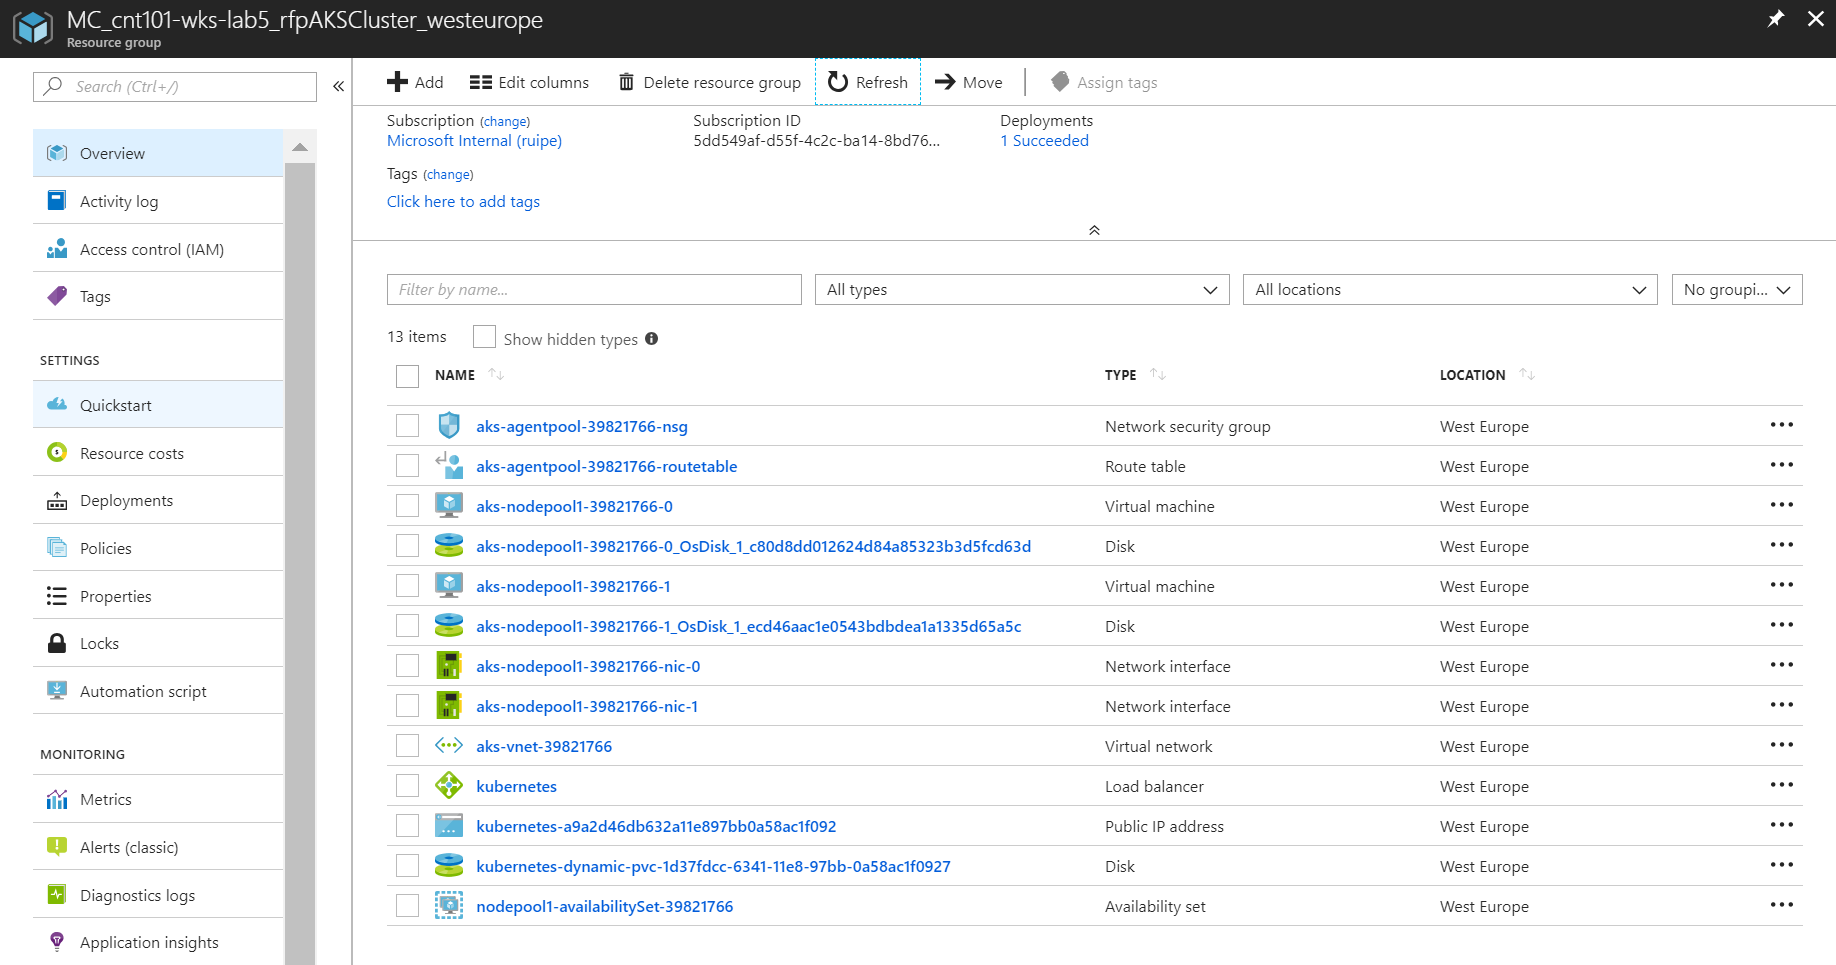 MC_cnt101-wks-lab5_rfpAKSCluster_westeurope
Resource group
Search (Ctrl+/)
Overview
Activity log
Access control (IAM)
Tags
SETTINGS
Quickstart
Resource costs
Deployments
Policies
Properties
Locks
Automation script
MONITORING
Metrics
Alerts (classic)
Diagnostics logs
Application insights
Add Edit columns Delete resource group Refresh Move Assign tags
Subscription (change) Subscription ID Deployments
Microsoft Internal (ruipe) 5dd549af-d55f-4c2c-ba14-8bd76... 1 Succeeded
Tags (change)
Click here to add tags
Filter by name... All types All locations No groupi...
13 items Show hidden types
NAME TYPE LOCATION
aks-agentpool-39821766-nsg Network security group West Europe
aks-agentpool-39821766-routetable Route table West Europe
aks-nodepool1-39821766-0 Virtual machine West Europe
aks-nodepool1-39821766-0_OsDisk_1_c80d8dd012624d84a85323b3d5fcd63d Disk West Europe
aks-nodepool1-39821766-1 Virtual machine West Europe
aks-nodepool1-39821766-1_OsDisk_1_ecd46aac1e0543bdbdea1a1335d65a5c Disk West Europe
aks-nodepool1-39821766-nic-0 Network interface West Europe
aks-nodepool1-39821766-nic-1 Network interface West Europe
aks-vnet-39821766 Virtual network West Europe
kubernetes Load balancer West Europe
kubernetes-a9a2d46db632a11e897bb0a58ac1f092 Public IP address West Europe
kubernetes-dynamic-pvc-1d37fdcc-6341-11e8-97bb-0a58ac1f0927 Disk West Europe
nodepool1-availabilitySet-39821766 Availability set West Europe